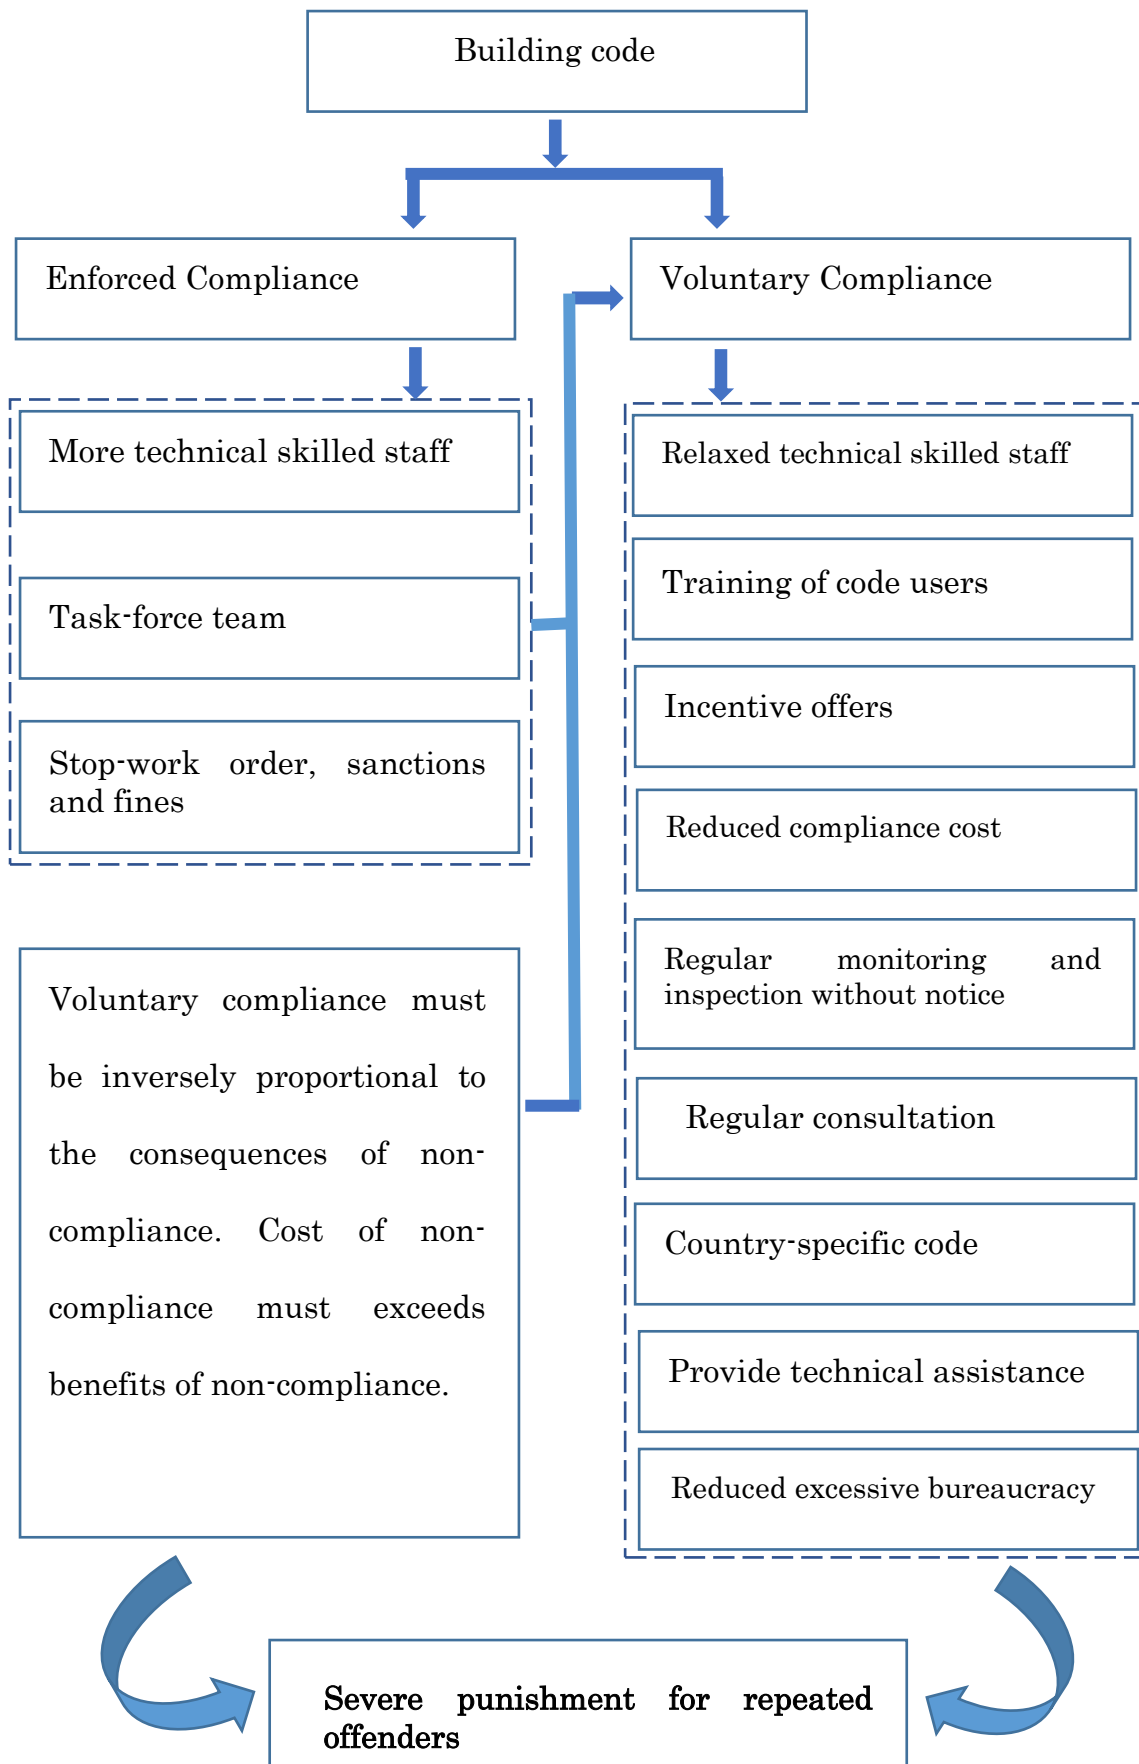 Building code
Enforced Compliance
Voluntary Compliance
More technical skilled staff
Task-force team
Stop-work order, sanctions
and fines
Voluntary compliance must
be inversely proportional to
the consequences of non-
compliance. Cost of non-
compliance must exceeds
benefits of non-compliance.
Relaxed technical skilled staff
Training of code users
Incentive offers
Reduced compliance cost
Regular monitoring and
inspection without notice
Regular consultation
Country-specific code
Provide technical assistance
Reduced excessive bureaucracy
Severe punishment for repeated
offenders